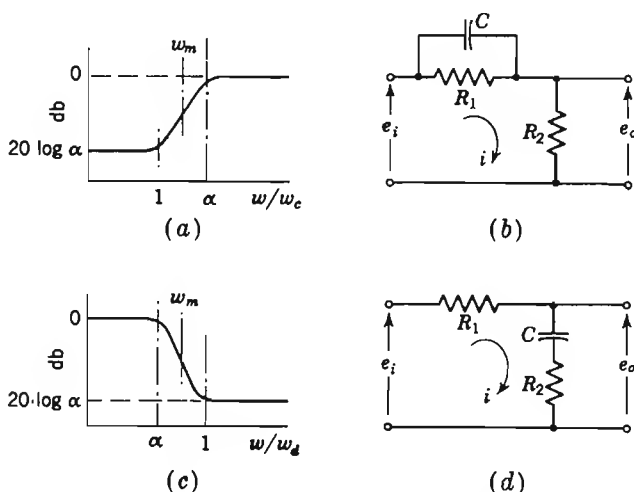 0
db
20 log α
w_m
1
α
w/w_c
(a)
C
R_1
R_2
e_i
i
e_o
(b)
0
db
20·log α
w_m
α
1
w/w_d
(c)
R_1
C
R_2
e_i
i
e_o
(d)